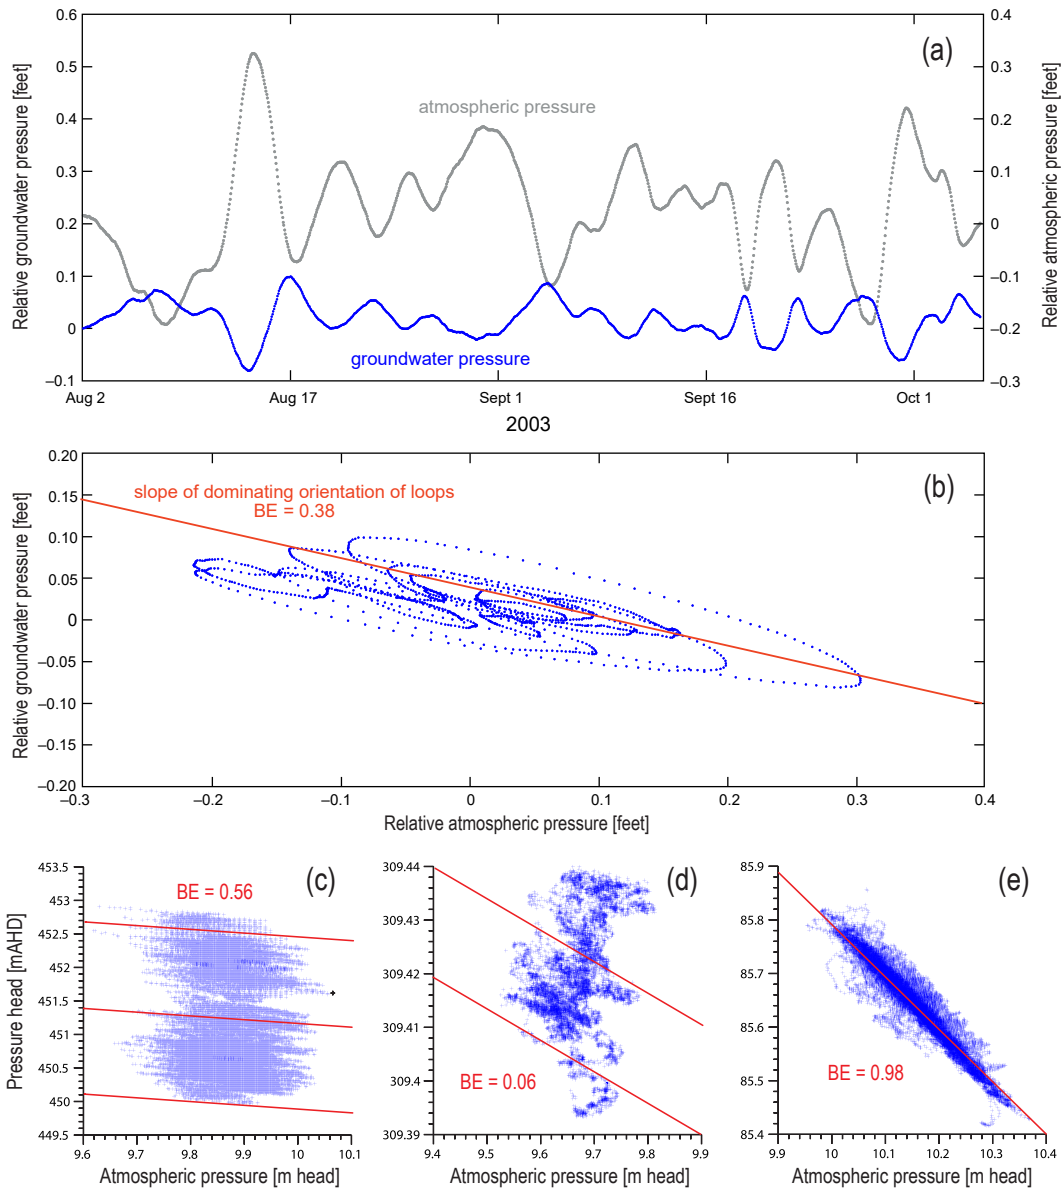 0.6
0.5
0.4
0.3
0.2
0.1
0
–0.1
Relative groundwater pressure [feet]
0.4
0.3
0.2
0.1
0
–0.1
–0.2
–0.3
Relative atmospheric pressure [feet]
(a)
atmospheric pressure
groundwater pressure
Aug 2 Aug 17 Sept 1 Sept 16 Oct 1
2003
0.20
0.15
0.10
0.05
0
–0.05
–0.10
–0.15
–0.20
Relative groundwater pressure [feet]
(b)
slope of dominating orientation of loops
BE = 0.38
–0.3 –0.2 –0.1 0 0.1 0.2 0.3 0.4
Relative atmospheric pressure [feet]
453.5
453
452.5
452
451.5
451
450.5
450
449.5
Pressure head [mAHD]
(c)
BE = 0.56
9.6 9.7 9.8 9.9 10 10.1
Atmospheric pressure [m head]
309.44
309.43
309.42
309.41
309.4
309.39
(d)
BE = 0.06
9.4 9.5 9.6 9.7 9.8 9.9
Atmospheric pressure [m head]
85.9
85.8
85.7
85.6
85.5
85.4
(e)
BE = 0.98
9.9 10 10.1 10.2 10.3 10.4
Atmospheric pressure [m head]